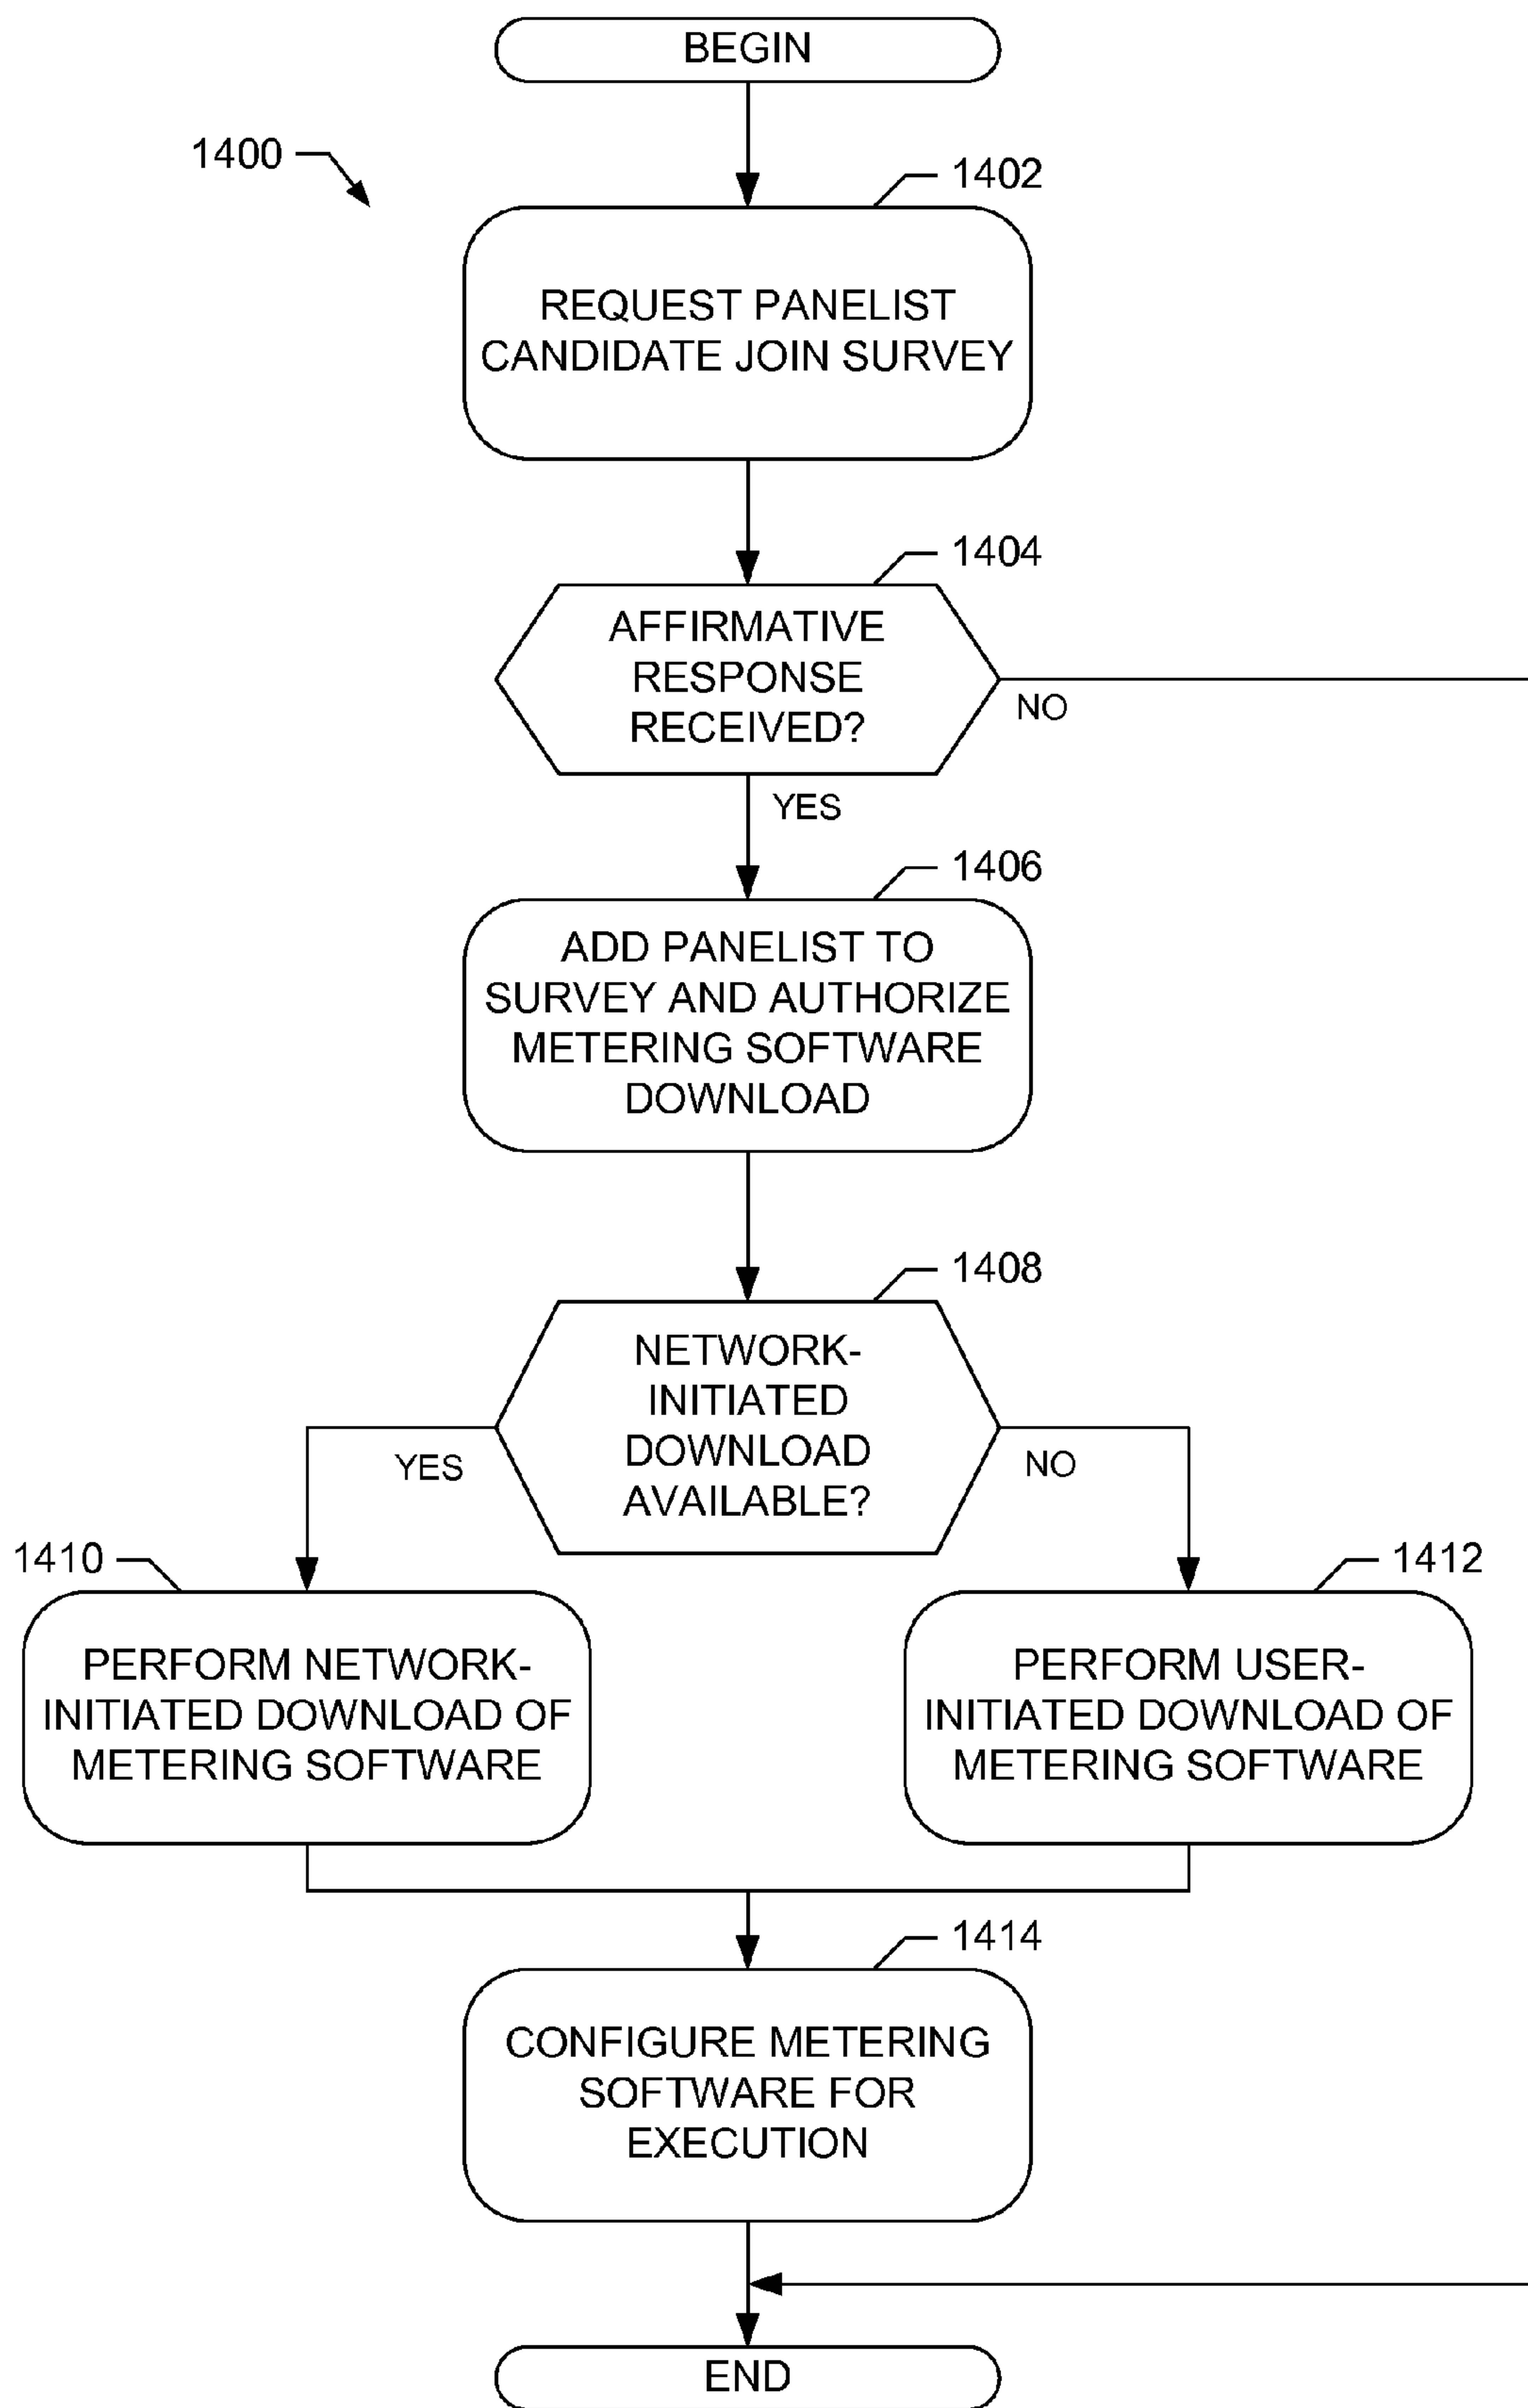 BEGIN
1400
1402
REQUEST PANELIST
CANDIDATE JOIN SURVEY
1404
AFFIRMATIVE
RESPONSE
RECEIVED?
NO
YES
1406
ADD PANELIST TO
SURVEY AND AUTHORIZE
METERING SOFTWARE
DOWNLOAD
1408
NETWORK-
INITIATED
DOWNLOAD
AVAILABLE?
YES
NO
1410
PERFORM NETWORK-
INITIATED DOWNLOAD OF
METERING SOFTWARE
1412
PERFORM USER-
INITIATED DOWNLOAD OF
METERING SOFTWARE
1414
CONFIGURE METERING
SOFTWARE FOR
EXECUTION
END